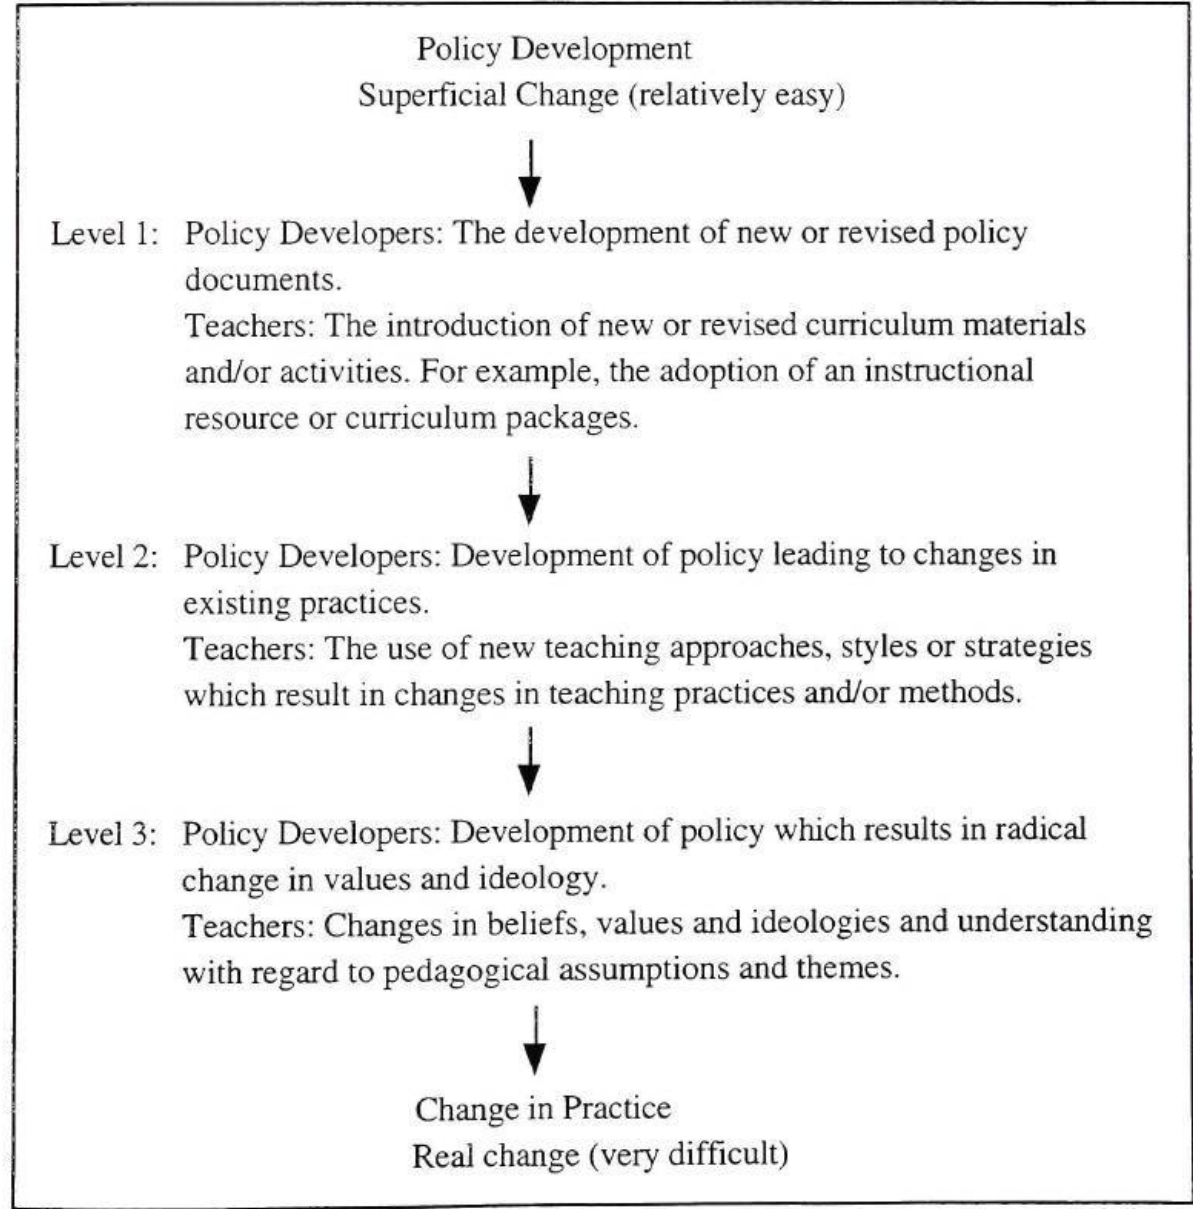 Policy Development
Superficial Change (relatively easy)
Level 1: Policy Developers: The development of new or revised policy
documents.
Teachers: The introduction of new or revised curriculum materials
and/or activities. For example, the adoption of an instructional
resource or curriculum packages.
Level 2: Policy Developers: Development of policy leading to changes in
existing practices.
Teachers: The use of new teaching approaches, styles or strategies
which result in changes in teaching practices and/or methods.
Level 3: Policy Developers: Development of policy which results in radical
change in values and ideology.
Teachers: Changes in beliefs, values and ideologies and understanding
with regard to pedagogical assumptions and themes.
Change in Practice
Real change (very difficult)